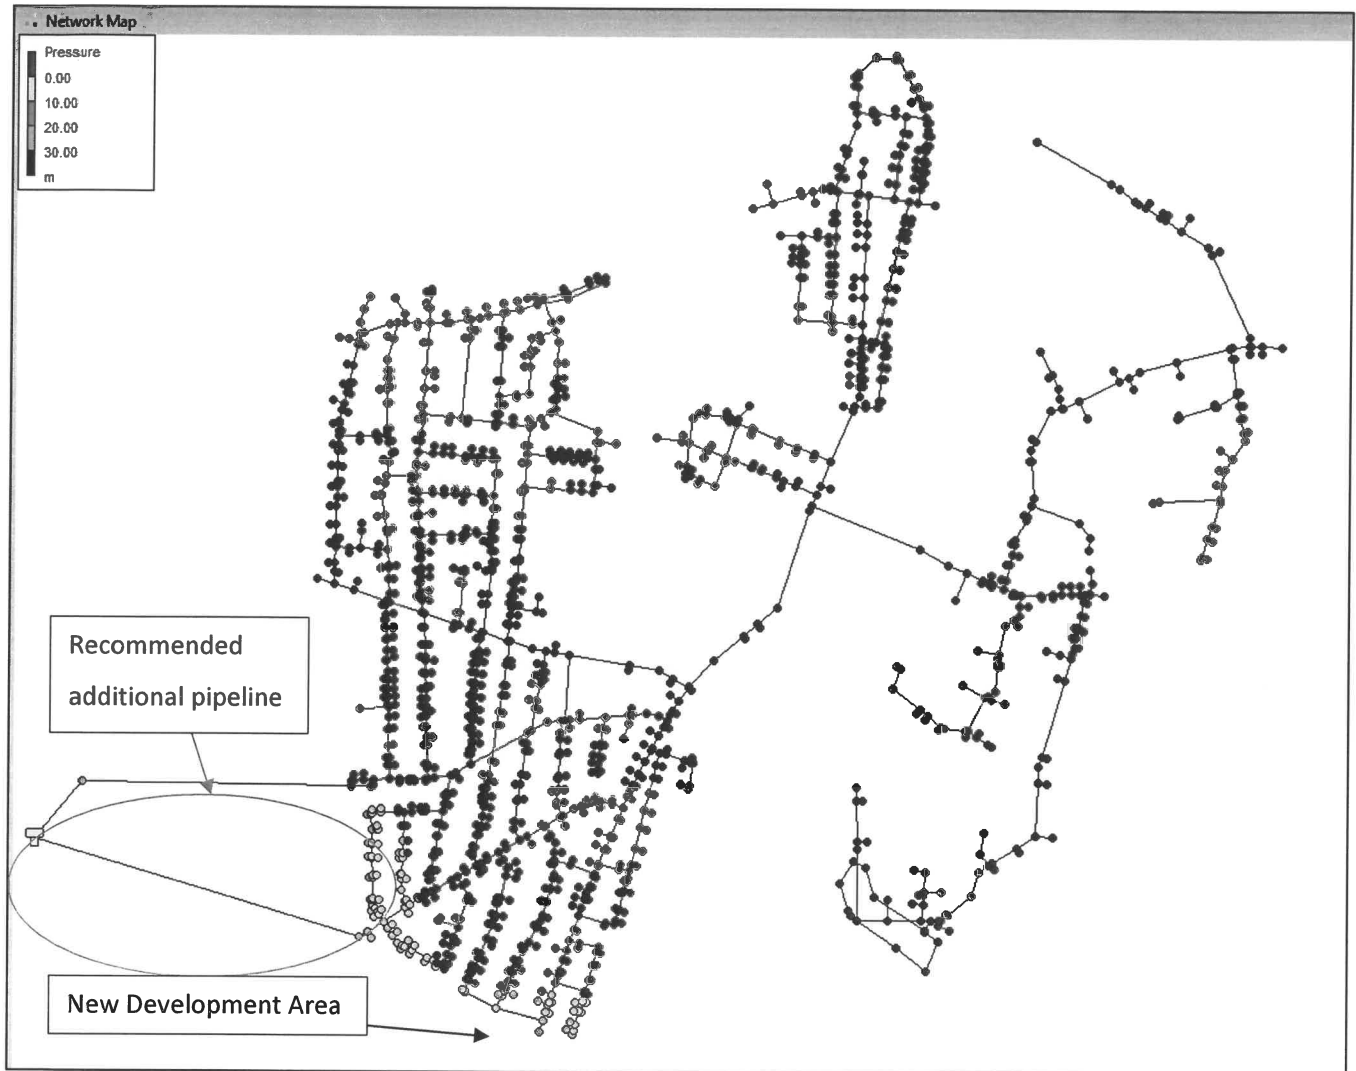 Network Map
Pressure
0.00
10.00
20.00
30.00
m
Recommended
additional pipeline
New Development Area